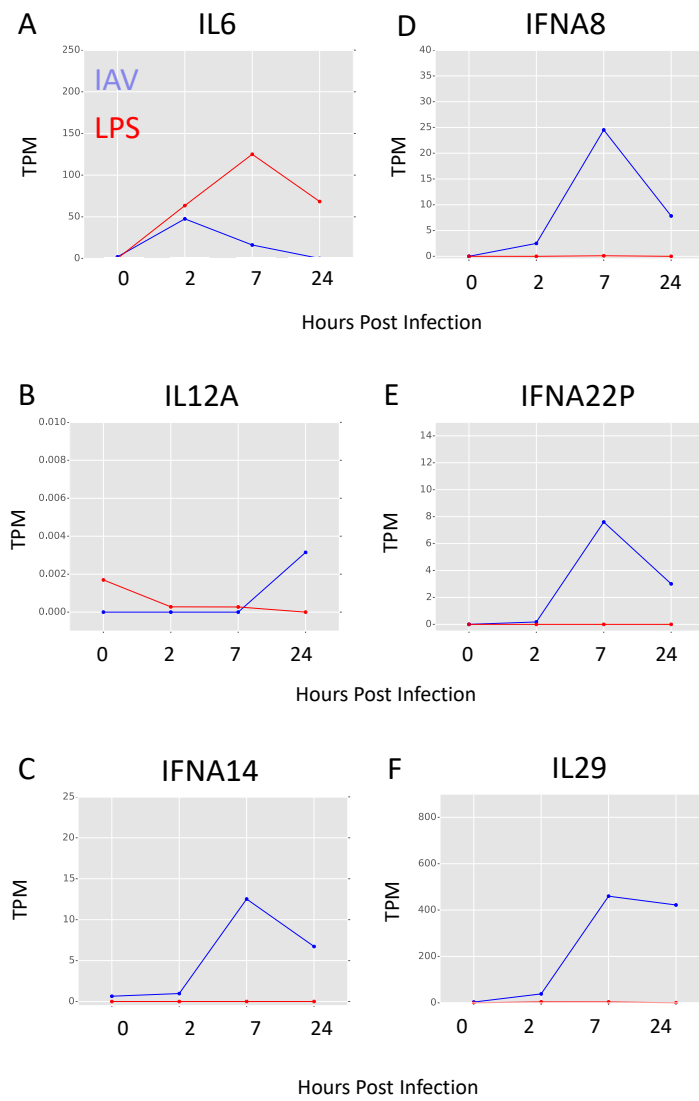 A
IL6
250
200
150
100
50
0
TPM
IAV
LPS
0 2 7 24
D
IFNA8
40
35
30
25
20
15
10
5
0
TPM
0 2 7 24
Hours Post Infection
B
IL12A
0.010
0.008
0.006
0.004
0.002
0.000
TPM
0 2 7 24
E
IFNA22P
14
12
10
8
6
4
2
0
TPM
0 2 7 24
Hours Post Infection
C
IFNA14
25
20
15
10
5
0
TPM
0 2 7 24
F
IL29
800
600
400
200
0
TPM
0 2 7 24
Hours Post Infection